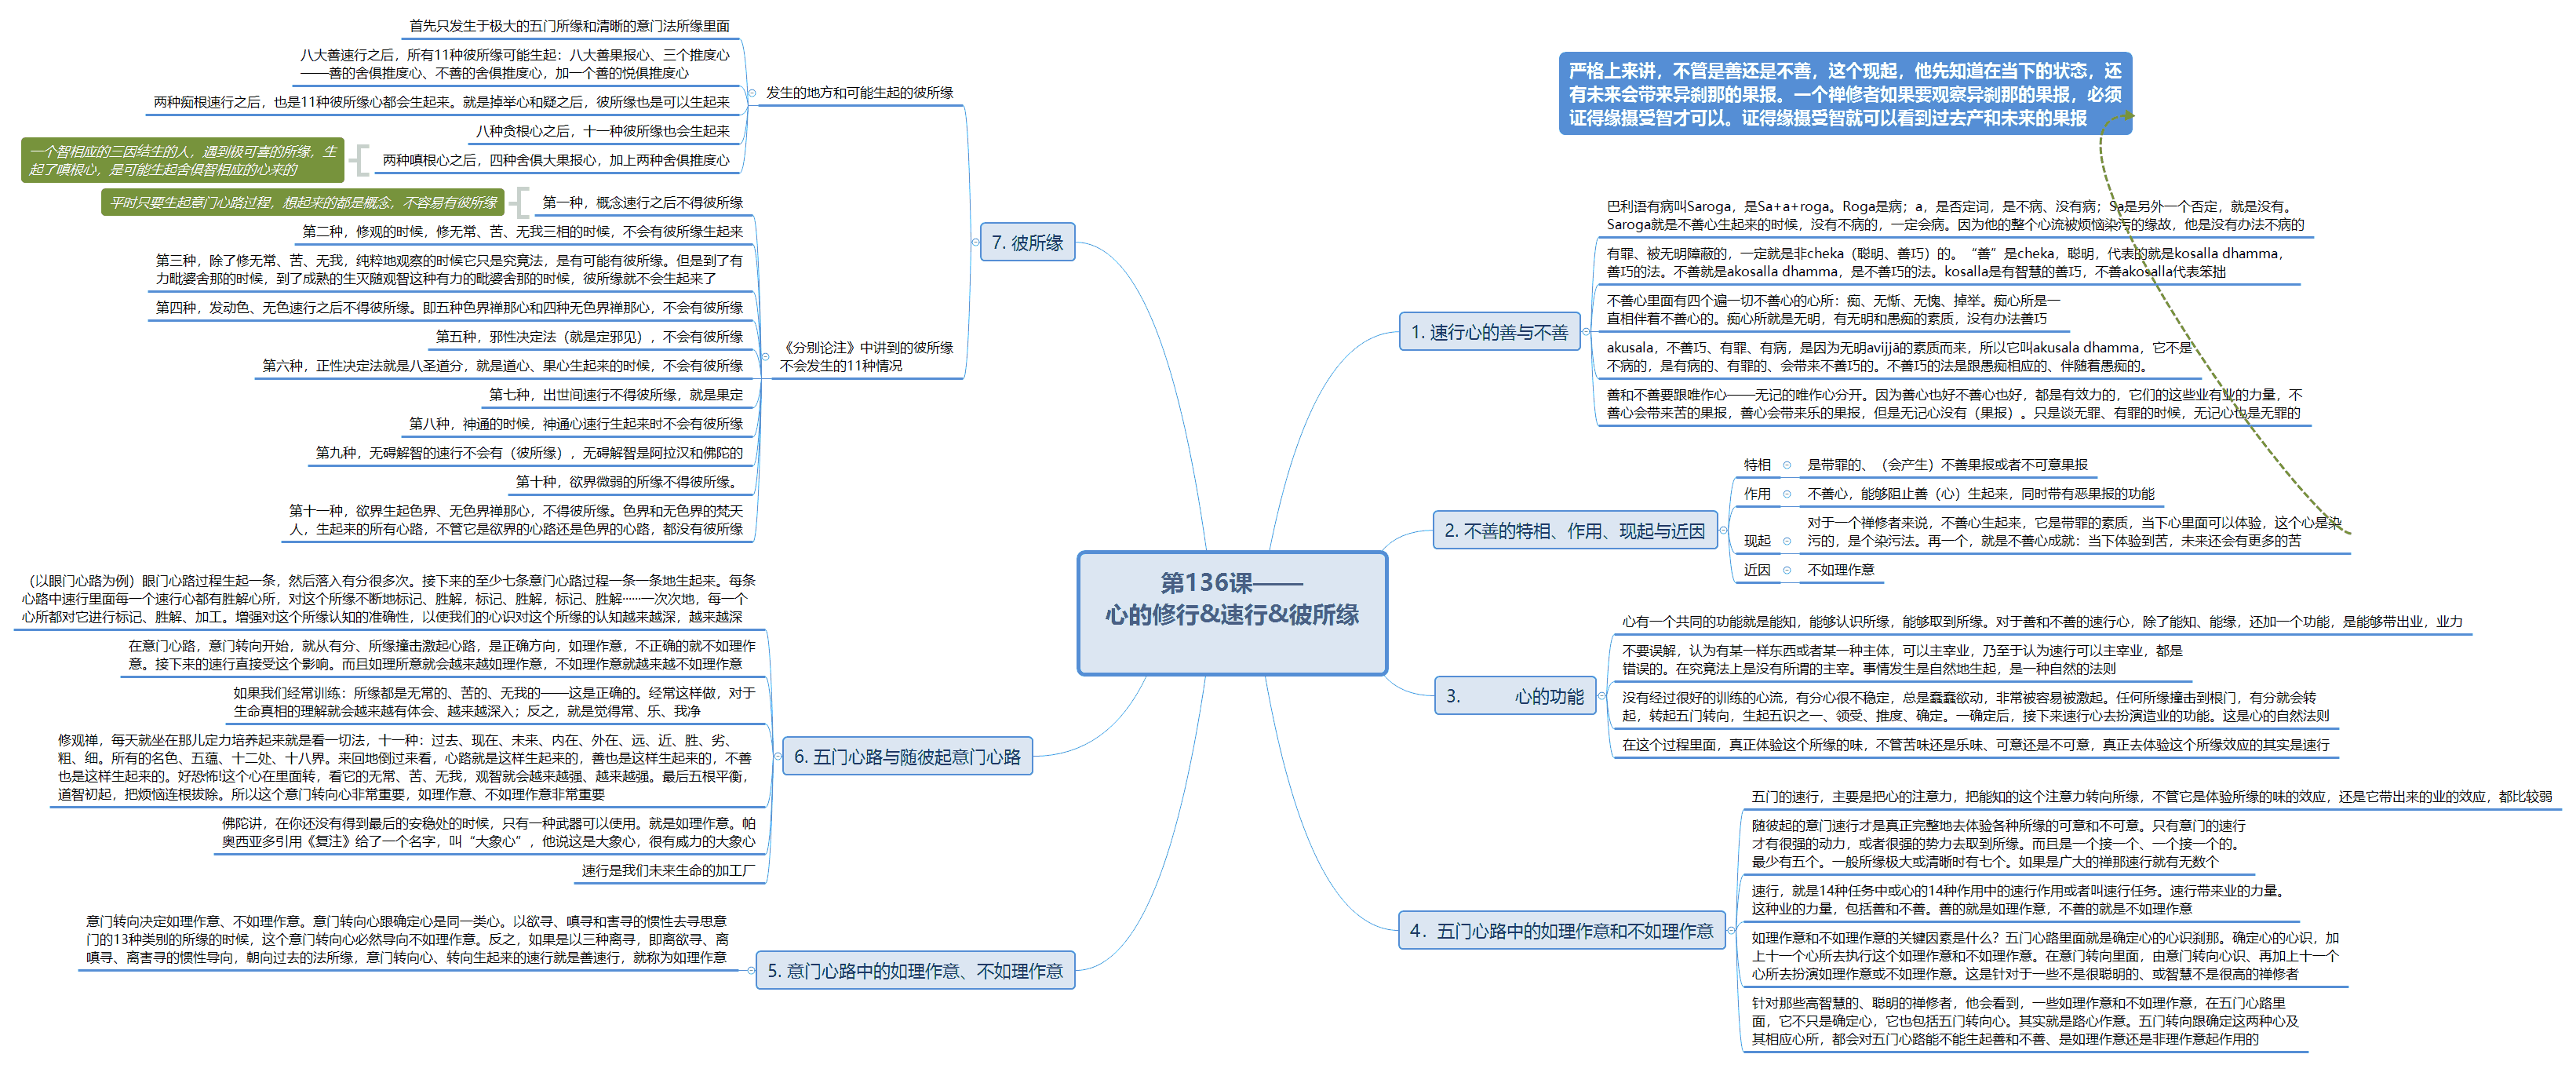 第136课——
心的修行&速行&彼所缘
严格上来讲，不管是善还是不善，这个现起，他先知道在当下的状态，还
有未来会带来异刹那的果报。一个禅修者如果要观察异刹那的果报，必须
证得缘摄受智才可以。证得缘摄受智就可以看到过去产和未来的果报
1. 速行心的善与不善
巴利语有病叫Saroga，是Sa+a+roga。Roga是病；a，是否定词，是不病、没有病；Sa是另外一个否定，就是没有。
Saroga就是不善心生起来的时候，没有不病的，一定会病。因为他的整个心流被烦恼染污的缘故，他是没有办法不病的
有罪、被无明障蔽的，一定就是非cheka（聪明、善巧）的。“善”是cheka，聪明，代表的就是kosalla dhamma，
善巧的法。不善就是akosalla dhamma，是不善巧的法。kosalla是有智慧的善巧，不善akosalla代表笨拙
不善心里面有四个遍一切不善心的心所：痴、无惭、无愧、掉举。痴心所是一
直相伴着不善心的。痴心所就是无明，有无明和愚痴的素质，没有办法善巧
akusala，不善巧、有罪、有病，是因为无明avijjā的素质而来，所以它叫akusala dhamma，它不是
不病的，是有病的、有罪的、会带来不善巧的。不善巧的法是跟愚痴相应的、伴随着愚痴的。
善和不善要跟唯作心——无记的唯作心分开。因为善心也好不善心也好，都是有效力的，它们的这些业有业的力量，不
善心会带来苦的果报，善心会带来乐的果报，但是无记心没有（果报）。只是谈无罪、有罪的时候，无记心也是无罪的
2. 不善的特相、作用、现起与近因
特相
是带罪的、（会产生）不善果报或者不可意果报
作用
不善心，能够阻止善（心）生起来，同时带有恶果报的功能
现起
对于一个禅修者来说，不善心生起来，它是带罪的素质，当下心里面可以体验，这个心是染
污的，是个染污法。再一个，就是不善心成就：当下体验到苦，未来还会有更多的苦
近因
不如理作意
3. 心的功能
心有一个共同的功能就是能知，能够认识所缘，能够取到所缘。对于善和不善的速行心，除了能知、能缘，还加一个功能，是能够带出业，业力
不要误解，认为有某一样东西或者某一种主体，可以主宰业，乃至于认为速行可以主宰业，都是
错误的。在究竟法上是没有所谓的主宰。事情发生是自然地生起，是一种自然的法则
没有经过很好的训练的心流，有分心很不稳定，总是蠢蠢欲动，非常被容易被激起。任何所缘撞击到根门，有分就会转
起，转起五门转向，生起五识之一、领受、推度、确定。一确定后，接下来速行心去扮演造业的功能。这是心的自然法则
在这个过程里面，真正体验这个所缘的味，不管苦味还是乐味、可意还是不可意，真正去体验这个所缘效应的其实是速行
4．五门心路中的如理作意和不如理作意
五门的速行，主要是把心的注意力，把能知的这个注意力转向所缘，不管它是体验所缘的味的效应，还是它带出来的业的效应，都比较弱
随彼起的意门速行才是真正完整地去体验各种所缘的可意和不可意。只有意门的速行
才有很强的动力，或者很强的势力去取到所缘。而且是一个接一个、一个接一个的。
最少有五个。一般所缘极大或清晰时有七个。如果是广大的禅那速行就有无数个
速行，就是14种任务中或心的14种作用中的速行作用或者叫速行任务。速行带来业的力量。
这种业的力量，包括善和不善。善的就是如理作意，不善的就是不如理作意
如理作意和不如理作意的关键因素是什么？五门心路里面就是确定心的心识刹那。确定心的心识，加
上十一个心所去执行这个如理作意和不如理作意。在意门转向里面，由意门转向心识、再加上十一个
心所去扮演如理作意或不如理作意。这是针对于一些不是很聪明的、或智慧不是很高的禅修者
针对那些高智慧的、聪明的禅修者，他会看到，一些如理作意和不如理作意，在五门心路里
面，它不只是确定心，它也包括五门转向心。其实就是路心作意。五门转向跟确定这两种心及
其相应心所，都会对五门心路能不能生起善和不善、是如理作意还是非理作意起作用的
5. 意门心路中的如理作意、不如理作意
意门转向决定如理作意、不如理作意。意门转向心跟确定心是同一类心。以欲寻、嗔寻和害寻的惯性去寻思意
门的13种类别的所缘的时候，这个意门转向心必然导向不如理作意。反之，如果是以三种离寻，即离欲寻、离
嗔寻、离害寻的惯性导向，朝向过去的法所缘，意门转向心、转向生起来的速行就是善速行，就称为如理作意
6. 五门心路与随彼起意门心路
（以眼门心路为例）眼门心路过程生起一条，然后落入有分很多次。接下来的至少七条意门心路过程一条一条地生起来。每条
心路中速行里面每一个速行心都有胜解心所，对这个所缘不断地标记、胜解，标记、胜解，标记、胜解……一次次地，每一个
心所都对它进行标记、胜解、加工。增强对这个所缘认知的准确性，以使我们的心识对这个所缘的认知越来越深，越来越深
在意门心路，意门转向开始，就从有分、所缘撞击激起心路，是正确方向，如理作意，不正确的就不如理作
意。接下来的速行直接受这个影响。而且如理所意就会越来越如理作意，不如理作意就越来越不如理作意
如果我们经常训练：所缘都是无常的、苦的、无我的——这是正确的。经常这样做，对于
生命真相的理解就会越来越有体会、越来越深入；反之，就是觉得常、乐、我净
修观禅，每天就坐在那儿定力培养起来就是看一切法，十一种：过去、现在、未来、内在、外在、远、近、胜、劣、
粗、细。所有的名色、五蕴、十二处、十八界。来回地倒过来看，心路就是这样生起来的，善也是这样生起来的，不善
也是这样生起来的。好恐怖!这个心在里面转，看它的无常、苦、无我，观智就会越来越强、越来越强。最后五根平衡，
道智初起，把烦恼连根拔除。所以这个意门转向心非常重要，如理作意、不如理作意非常重要
佛陀讲，在你还没有得到最后的安稳处的时候，只有一种武器可以使用。就是如理作意。帕
奥西亚多引用《复注》给了一个名字，叫“大象心”，他说这是大象心，很有威力的大象心
速行是我们未来生命的加工厂
7. 彼所缘
发生的地方和可能生起的彼所缘
首先只发生于极大的五门所缘和清晰的意门法所缘里面
八大善速行之后，所有11种彼所缘可能生起：八大善果报心、三个推度心
——善的舍俱推度心、不善的舍俱推度心，加一个善的悦俱推度心
两种痴根速行之后，也是11种彼所缘心都会生起来。就是掉举心和疑之后，彼所缘也是可以生起来
八种贪根心之后，十一种彼所缘也会生起来
两种嗔根心之后，四种舍俱大果报心，加上两种舍俱推度心
一个智相应的三因结生的人，遇到极可喜的所缘，生
起了嗔根心，是可能生起舍俱智相应的心来的
《分别论注》中讲到的彼所缘
不会发生的11种情况
第一种，概念速行之后不得彼所缘
平时只要生起意门心路过程，想起来的都是概念，不容易有彼所缘
第二种，修观的时候，修无常、苦、无我三相的时候，不会有彼所缘生起来
第三种，除了修无常、苦、无我，纯粹地观察的时候它只是究竟法，是有可能有彼所缘。但是到了有
力毗婆舍那的时候，到了成熟的生灭随观智这种有力的毗婆舍那的时候，彼所缘就不会生起来了
第四种，发动色、无色速行之后不得彼所缘。即五种色界禅那心和四种无色界禅那心，不会有彼所缘
第五种，邪性决定法（就是定邪见），不会有彼所缘
第六种，正性决定法就是八圣道分，就是道心、果心生起来的时候，不会有彼所缘
第七种，出世间速行不得彼所缘，就是果定
第八种，神通的时候，神通心速行生起来时不会有彼所缘
第九种，无碍解智的速行不会有（彼所缘），无碍解智是阿拉汉和佛陀的
第十种，欲界微弱的所缘不得彼所缘。
第十一种，欲界生起色界、无色界禅那心，不得彼所缘。色界和无色界的梵天
人，生起来的所有心路，不管它是欲界的心路还是色界的心路，都没有彼所缘